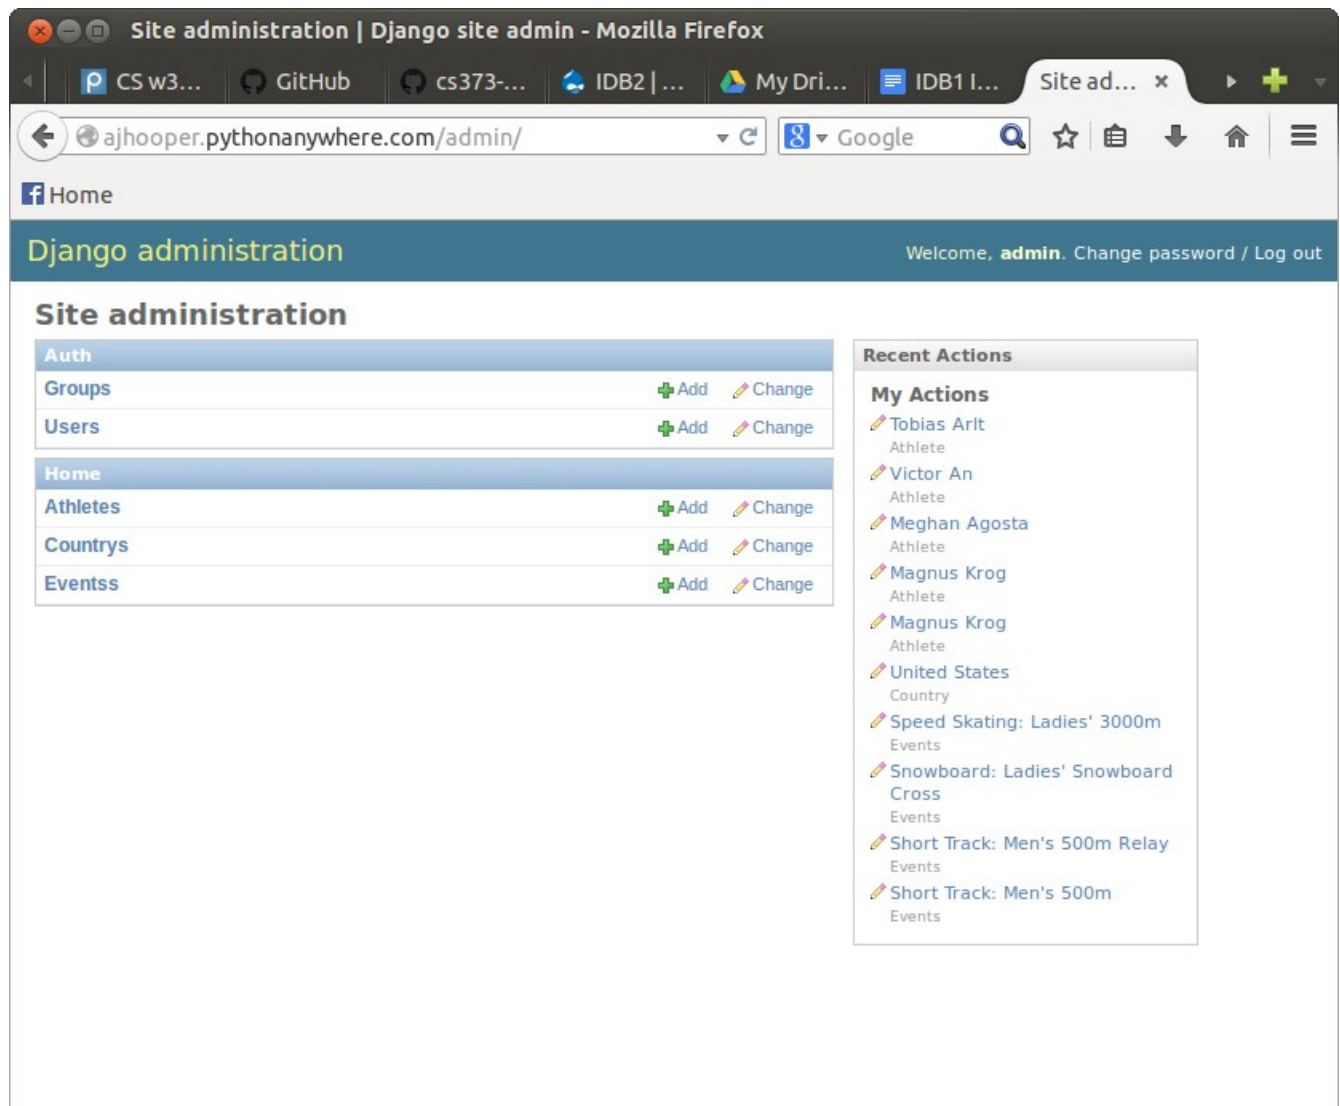 Site administration | Django site admin - Mozilla Firefox
CS w3... GitHub cs373-... IDB2 | ... My Dri... IDB1 I... Site ad...
ajhooper.pythonanywhere.com/admin/ 8 Google
f Home
Django administration Welcome, admin. Change password / Log out
Site administration
Auth
Groups Add Change
Users Add Change
Home
Athletes Add Change
Countrys Add Change
Eventss Add Change
Recent Actions
My Actions
Tobias Arlt
Athlete
Victor An
Athlete
Meghan Agosta
Athlete
Magnus Krog
Athlete
Magnus Krog
Athlete
United States
Country
Speed Skating: Ladies' 3000m
Events
Snowboard: Ladies' Snowboard
Cross
Events
Short Track: Men's 500m Relay
Events
Short Track: Men's 500m
Events